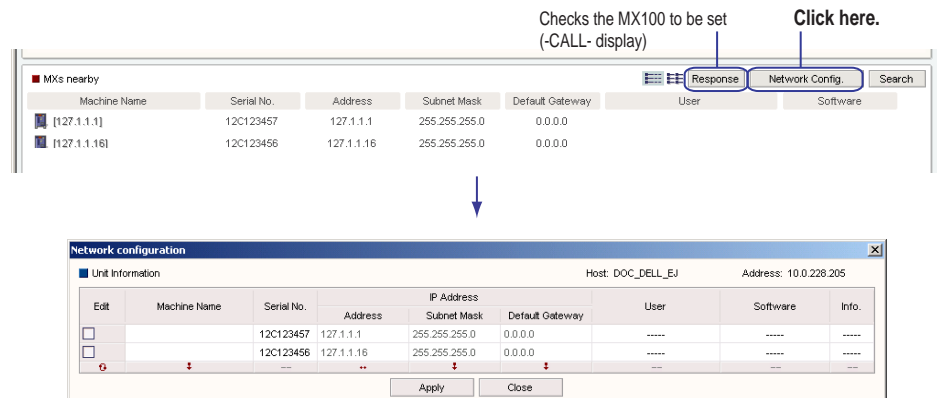 Checks the MX100 to be set
(-CALL- display)
Click here.
MXs nearby
Response
Network Config.
Search
Machine Name Serial No. Address Subnet Mask Default Gateway User Software
[127.1.1.1] 12C123457 127.1.1.1 255.255.255.0 0.0.0.0
[127.1.1.16] 12C123456 127.1.1.16 255.255.255.0 0.0.0.0
Network configuration
Unit Information Host: DOC_DELL_EJ Address: 10.0.228.205
Edit Machine Name Serial No. IP Address User Software Info.
Address Subnet Mask Default Gateway
12C123457 127.1.1.1 255.255.255.0 0.0.0.0 ----- ----- -----
12C123456 127.1.1.16 255.255.255.0 0.0.0.0 ----- ----- -----
Apply Close